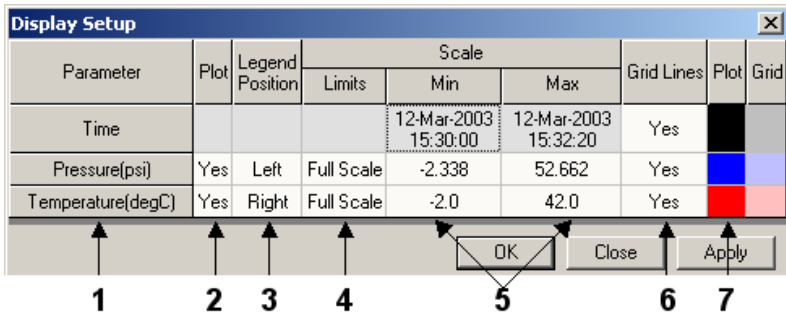 Display Setup
Scale
Parameter Plot Legend Position Limits Min Max Grid Lines Plot Grid
Time 12-Mar-2003 15:30:00 12-Mar-2003 15:32:20 Yes
Pressure(psi) Yes Left Full Scale -2.338 52.662 Yes
Temperature(degC) Yes Right Full Scale -2.0 42.0 Yes
OK Close Apply
1 2 3 4 5 6 7